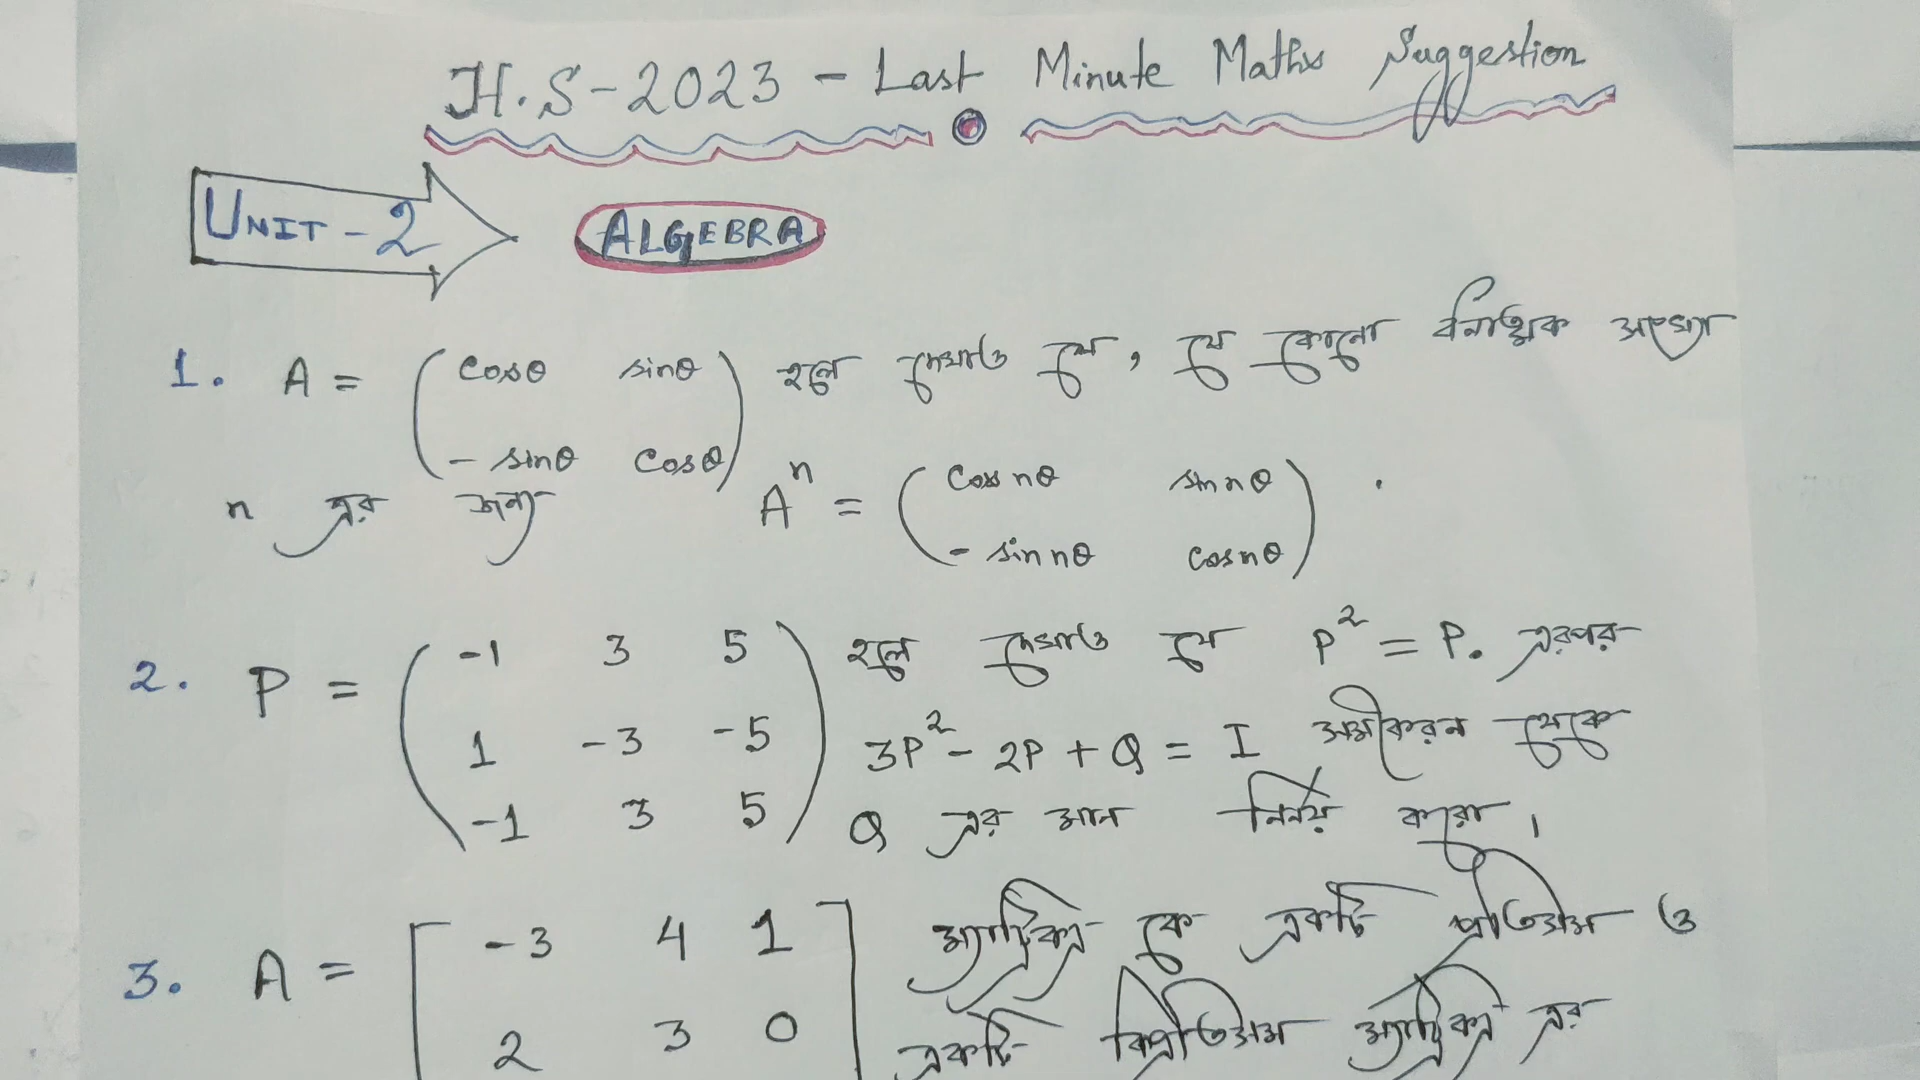 H.S-2023 - Last Minute Maths Suggestion
UNIT-2 ALGEBRA
1. A = ( cosθ sinθ ) হলে দেখাও যে, যে কোনো ধনাত্মক সংখ্যা
( - sinθ cosθ )
n এর জন্য Aⁿ = ( cos nθ sin nθ ) .
( - sin nθ cos nθ )
2. P = ( -1 3 5 ) হলে দেখাও যে P² = P. এরপর
( 1 -3 -5 ) 3P² - 2P + Q = I সমীকরন থেকে
( -1 3 5 ) Q এর মান নির্নয় করো।
3. A = [ -3 4 1 ] ম্যাট্রিক্স কে একটি প্রতিসম ও
[ 2 3 0 ] একটি বিপ্রতিসম ম্যাট্রিক্স এর